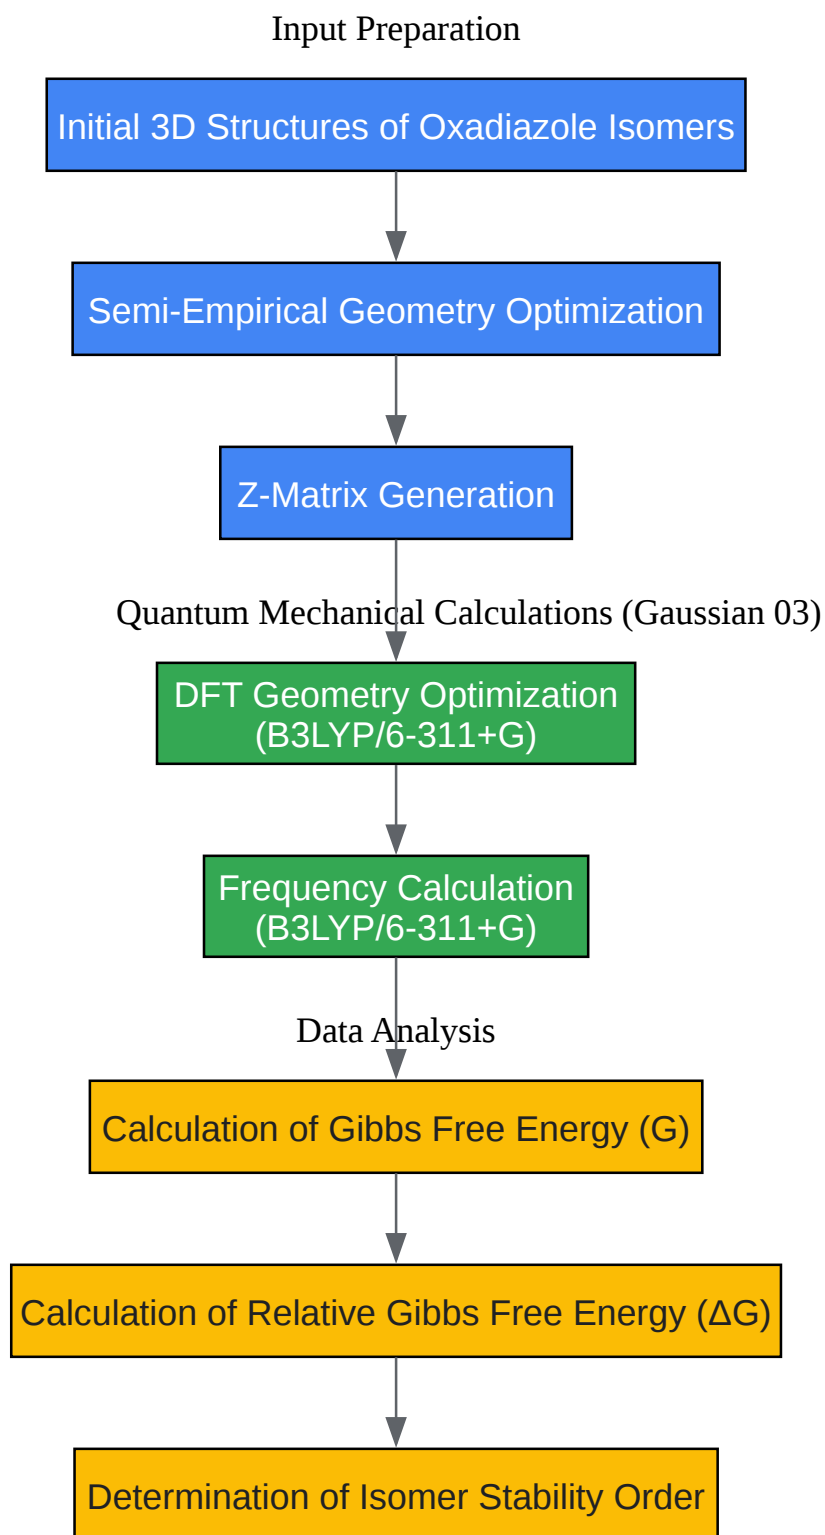 Input Preparation
Initial 3D Structures of Oxadiazole Isomers
Semi-Empirical Geometry Optimization
Z-Matrix Generation
Quantum Mechanical Calculations (Gaussian 03)
DFT Geometry Optimization
(B3LYP/6-311+G)
Frequency Calculation
(B3LYP/6-311+G)
Data Analysis
Calculation of Gibbs Free Energy (G)
Calculation of Relative Gibbs Free Energy (ΔG)
Determination of Isomer Stability Order